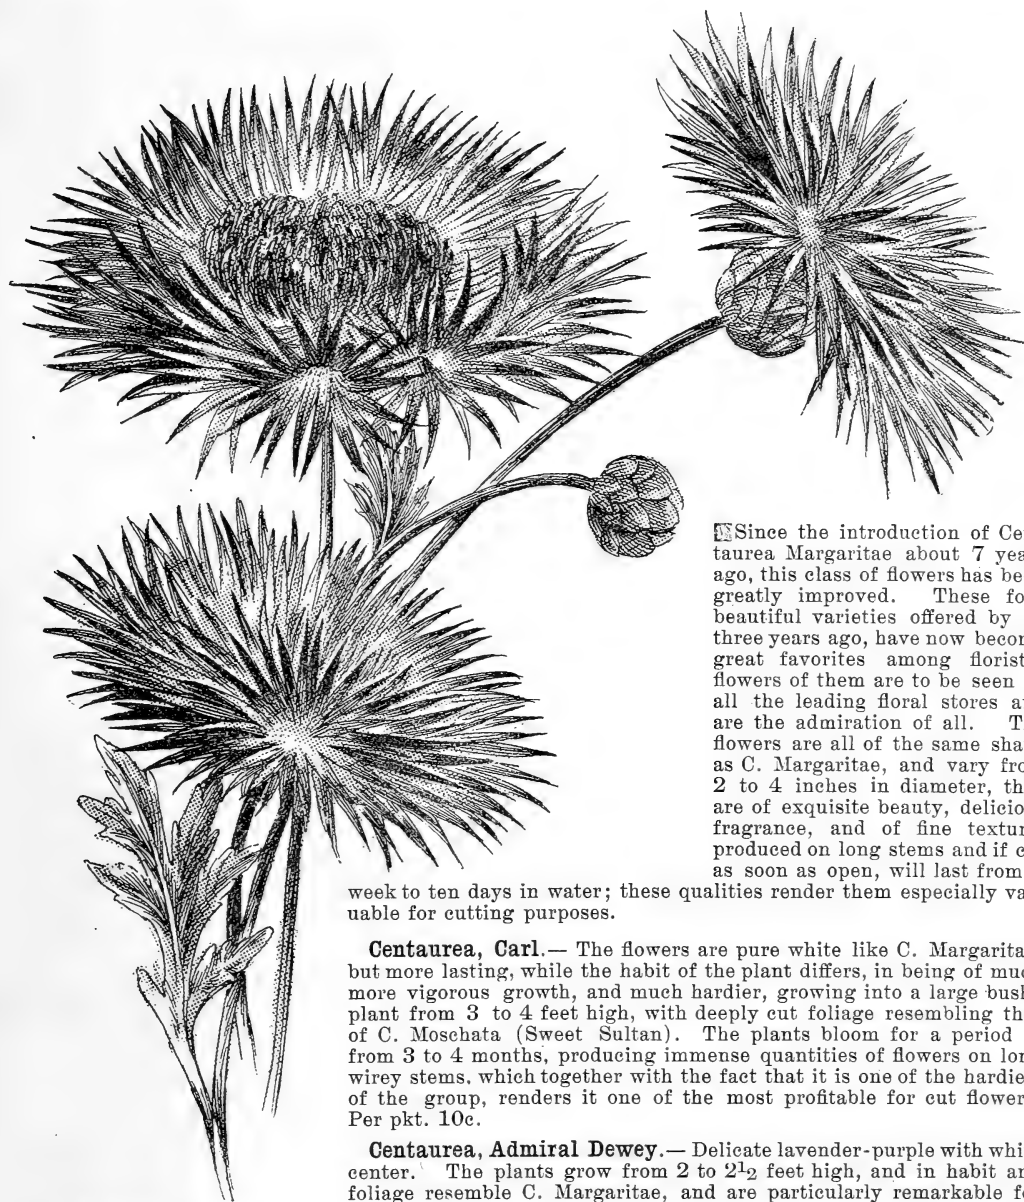 Since the introduction of Ce
taurea Margaritae about 7 yea
ago, this class of flowers has be
greatly improved. These fo
beautiful varieties offered by
three years ago, have now becom
great favorites among florist
flowers of them are to be seen
all the leading floral stores a
are the admiration of all. T
flowers are all of the same sha
as C. Margaritae, and vary fro
2 to 4 inches in diameter, th
are of exquisite beauty, delicio
fragrance, and of fine textur
produced on long stems and if c
as soon as open, will last from
week to ten days in water; these qualities render them especially va
uable for cutting purposes.
Centaurea, Carl.— The flowers are pure white like C. Margarita
but more lasting, while the habit of the plant differs, in being of muc
more vigorous growth, and much hardier, growing into a large bush
plant from 3 to 4 feet high, with deeply cut foliage resembling th
of C. Moschata (Sweet Sultan). The plants bloom for a period
from 3 to 4 months, producing immense quantities of flowers on lon
wirey stems, which together with the fact that it is one of the hardie
of the group, renders it one of the most profitable for cut flower
Per pkt. 10c.
Centaurea, Admiral Dewey.— Delicate lavender-purple with whi
center. The plants grow from 2 to 2½ feet high, and in habit an
foliage resemble C. Margaritae, and are particularly remarkable fo